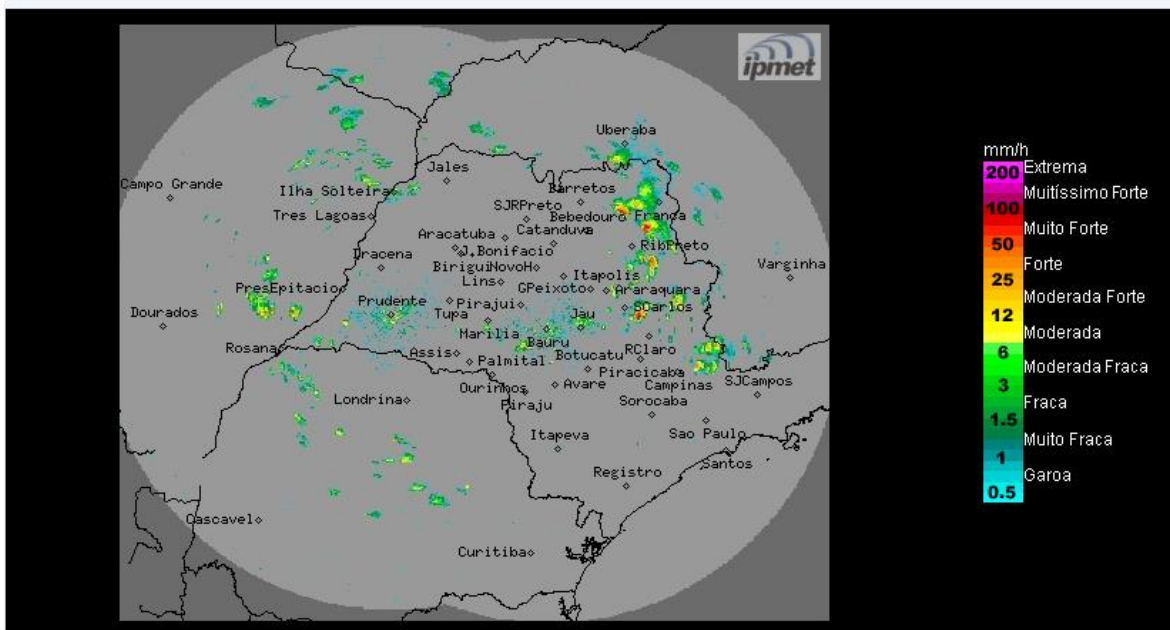 ipmet
Uberaba
Jales
Campo Grande
Ilha Solteira
Barretos
SJRPreto
Tres Lagoas
Bebedouro Franca
Catanduva
Aracatuba
J.Bonifacio
RibPreto
Dracena
BiriguiNovoH
Itapolis
Varginha
Lins
GPeixoto
Araraquara
PresEpitacio
Prudente
Pirajui
SCarlos
Dourados
Tupa
Jau
Marilia
Bauru
Rosana
Assis
Botucatu
RClaro
Palmital
Piracicaba
SJCampos
Ourinhos
Avare
Campinas
Londrina
Piraju
Sorocaba
Itapeva
Sao Paulo
Santos
Registro
Cascavel
Curitiba
mm/h
200 Extrema
Muitíssimo Forte
100
Muito Forte
50
Forte
25
Moderada Forte
12
Moderada
6
Moderada Fraca
3
Fraca
1.5
Muito Fraca
1
Garoa
0.5